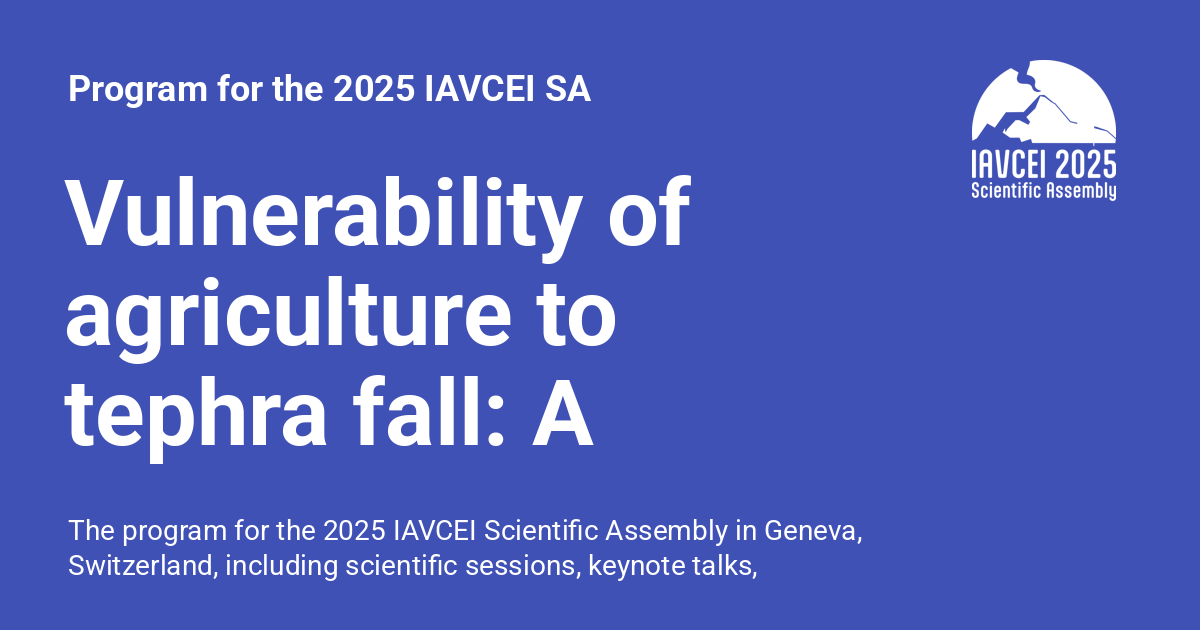 Program for the 2025 IAVCEI SA
IAVCEI 2025
Scientific Assembly
Vulnerability of
agriculture to
tephra fall: A
The program for the 2025 IAVCEI Scientific Assembly in Geneva,
Switzerland, including scientific sessions, keynote talks,